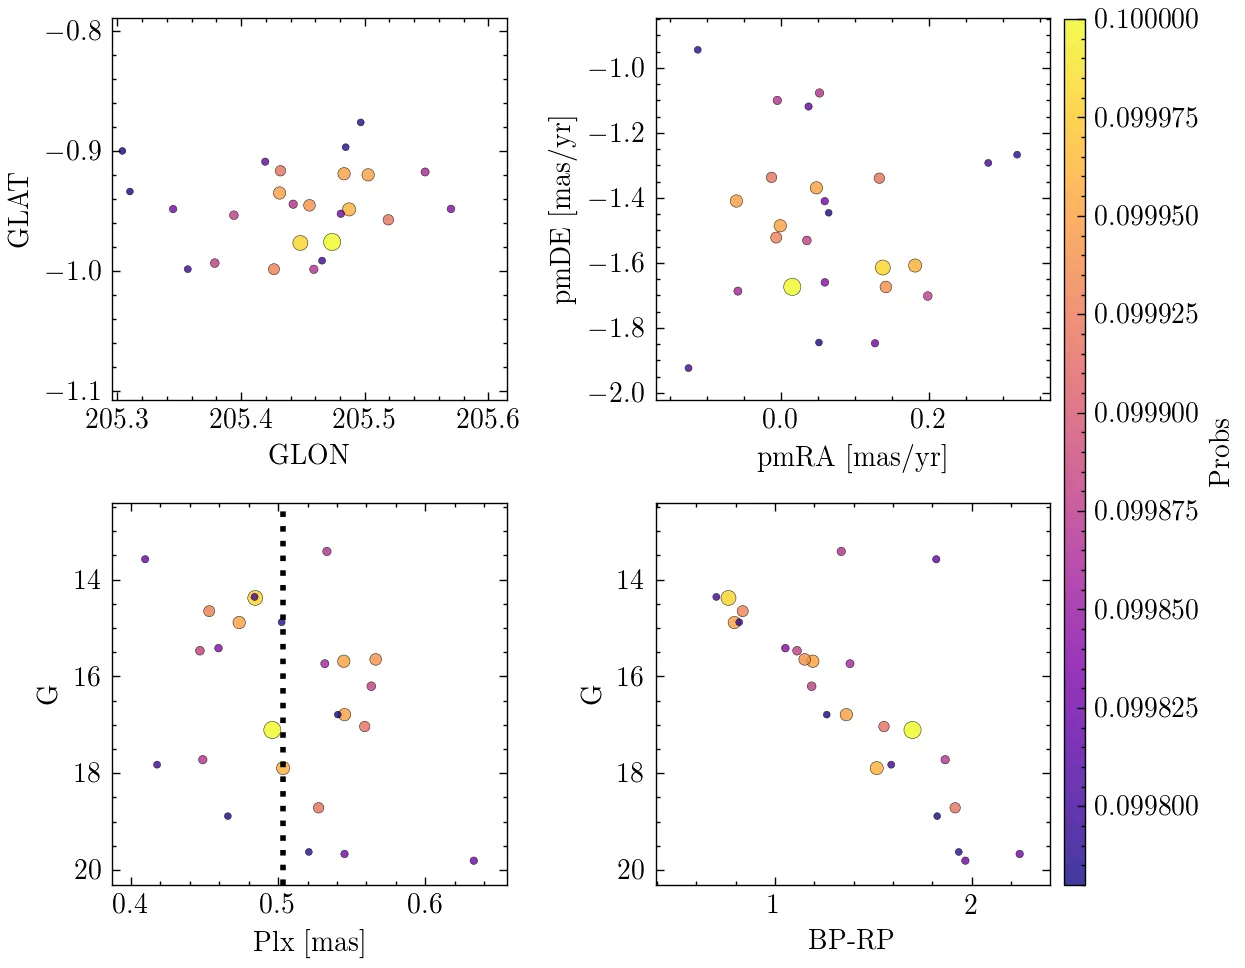 −0.8
−0.9
−1.0
−1.1
GLAT
205.3 205.4 205.5 205.6
GLON
−1.0
−1.2
−1.4
−1.6
−1.8
−2.0
pmDE [mas/yr]
0.0 0.2
pmRA [mas/yr]
14
16
18
20
G
0.4 0.5 0.6
Plx [mas]
14
16
18
20
G
1 2
BP-RP
0.100000
0.099975
0.099950
0.099925
0.099900
0.099875
0.099850
0.099825
0.099800
Probs